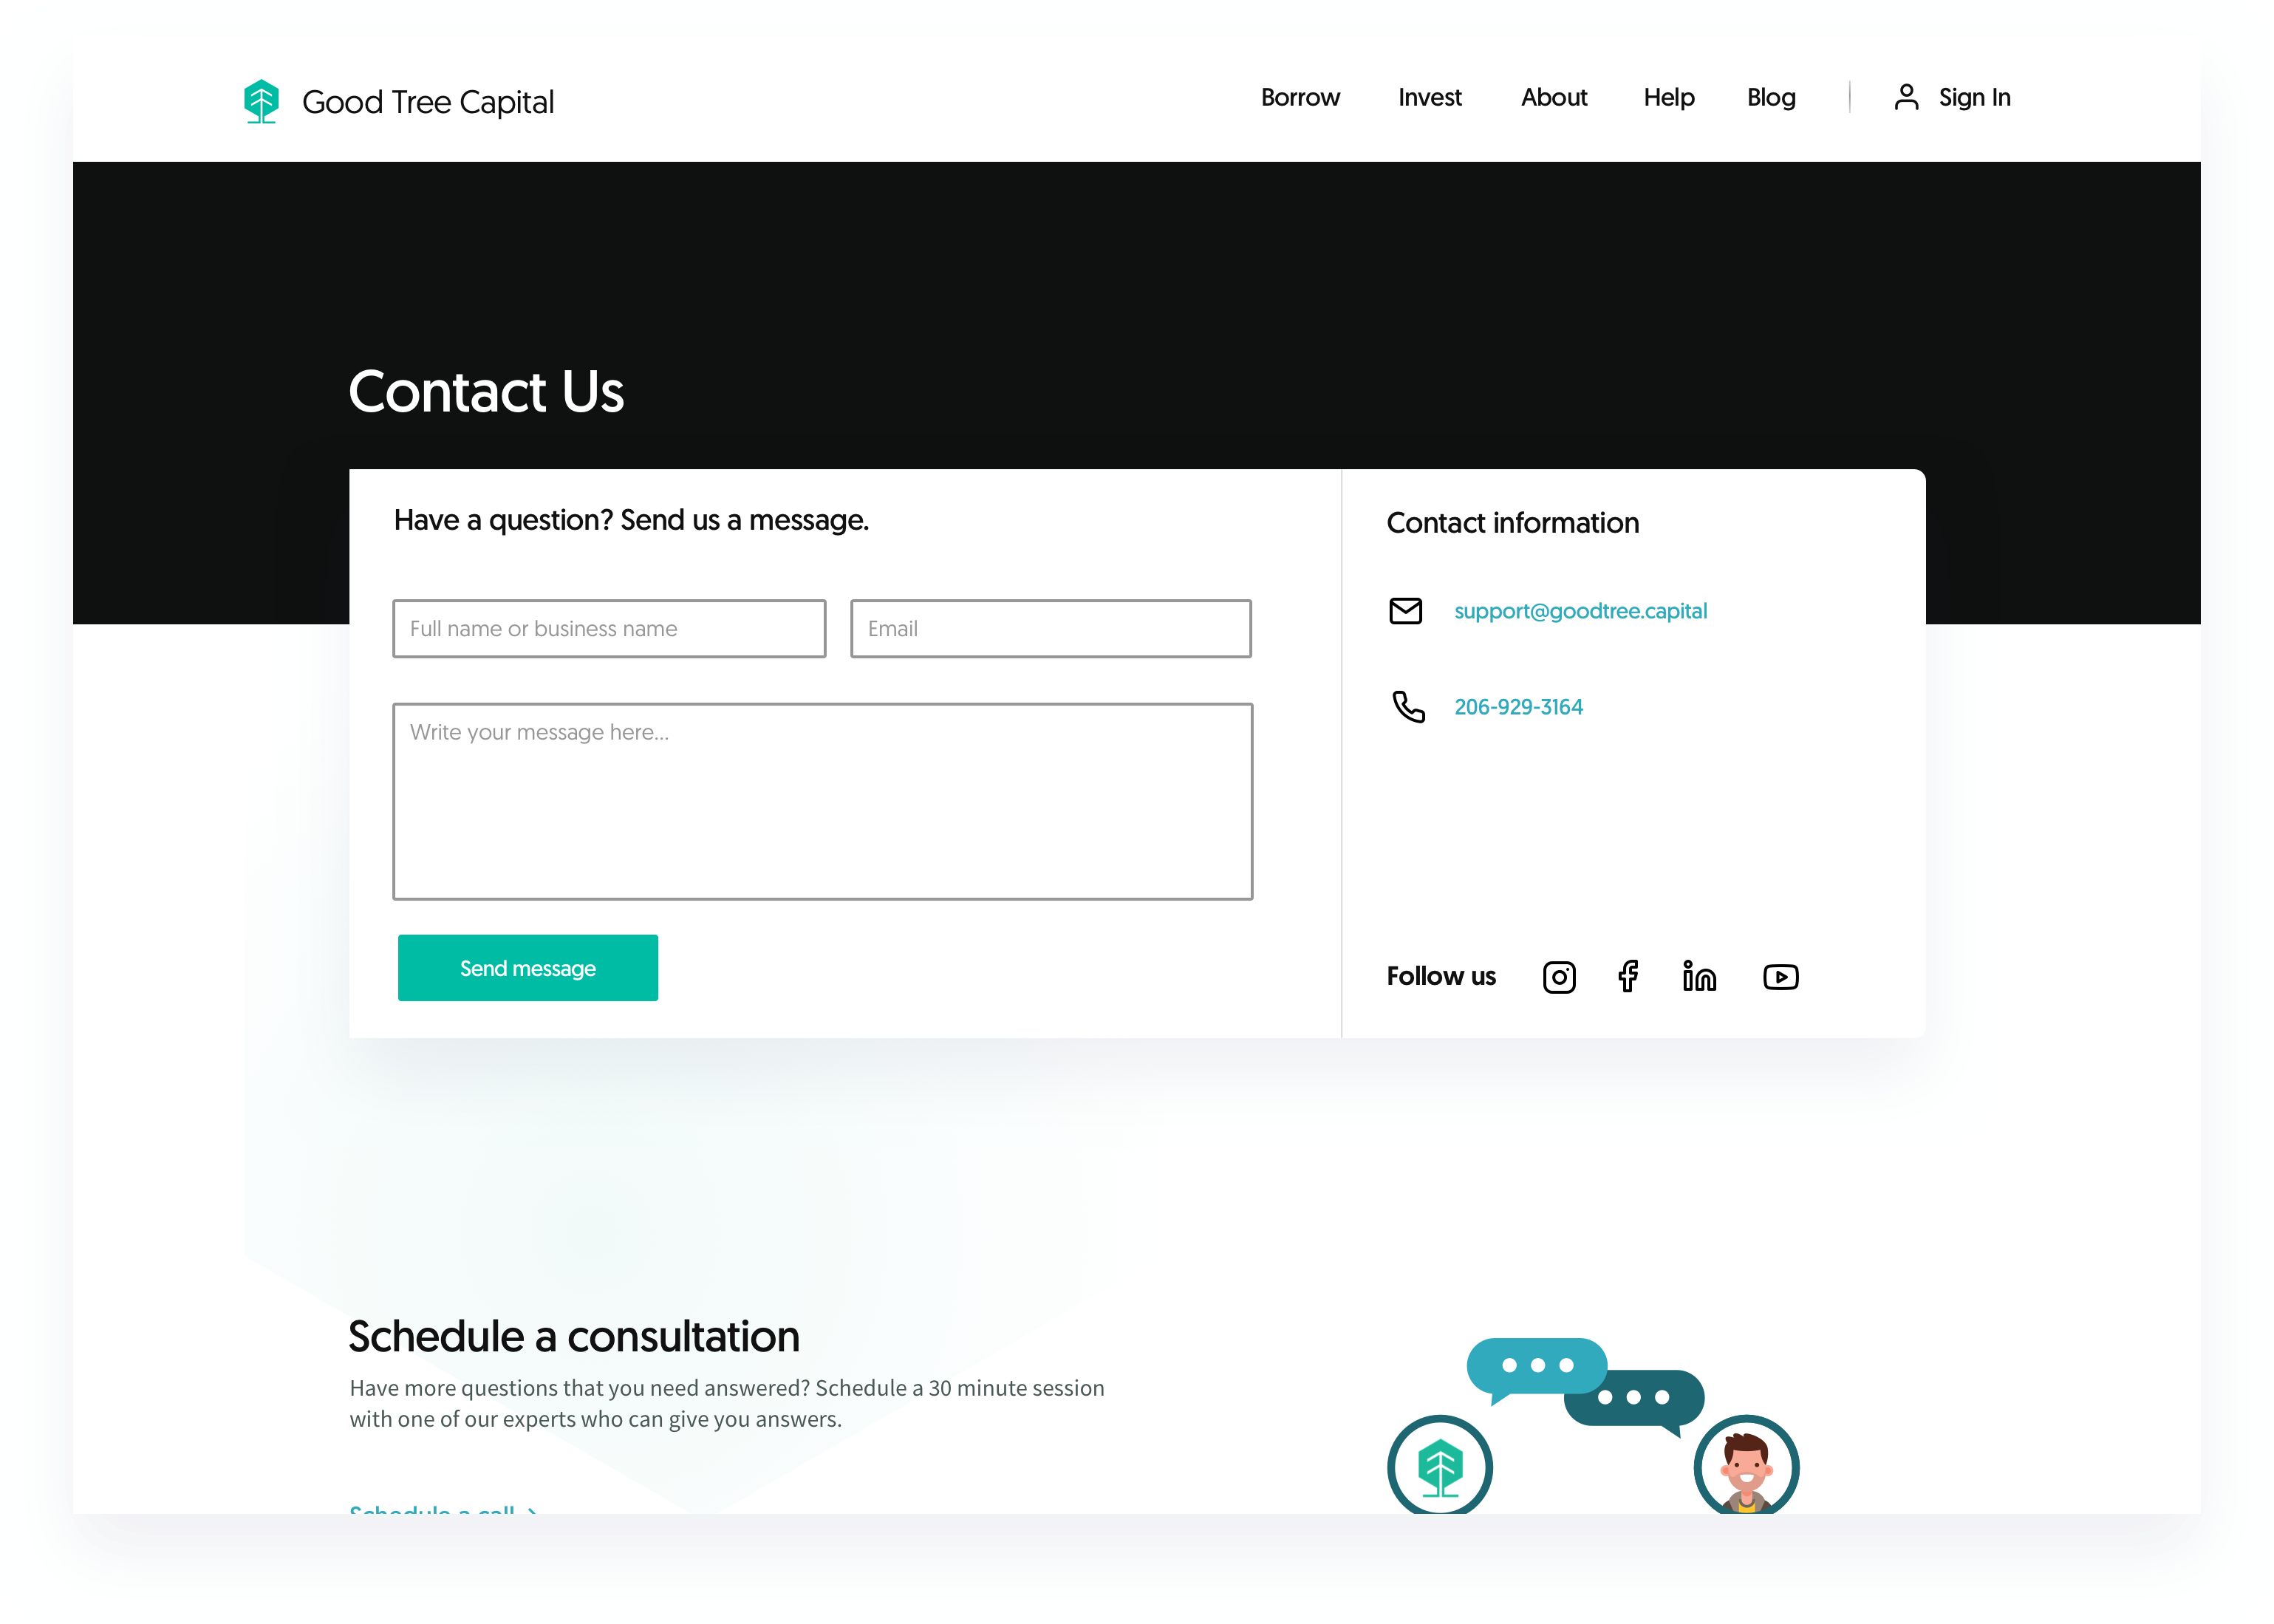 Good Tree Capital
Borrow Invest About Help Blog Sign In
Contact Us
Have a question? Send us a message.
Full name or business name
Email
Write your message here...
Send message
Contact information
support@goodtree.capital
206-929-3164
Follow us
Schedule a consultation
Have more questions that you need answered? Schedule a 30 minute session
with one of our experts who can give you answers.
Schedule a call